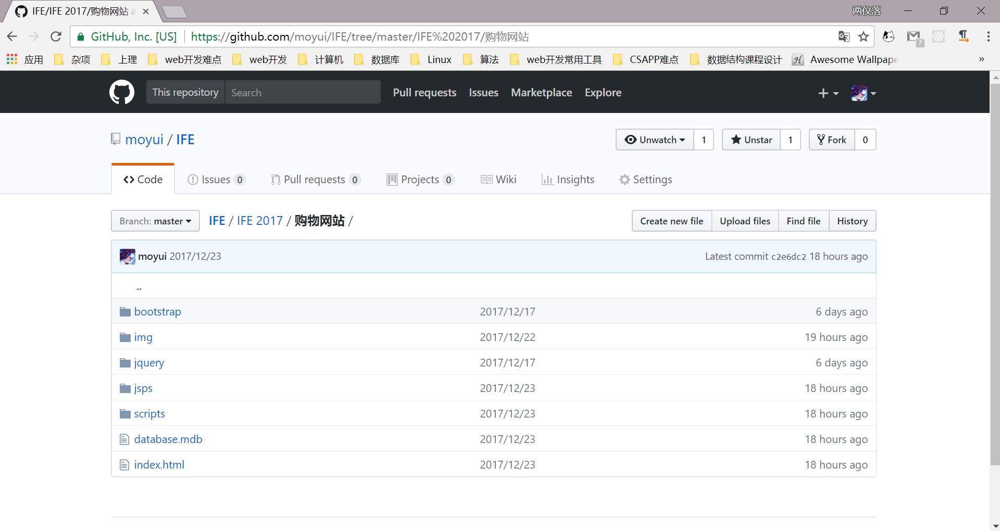 IFE/IFE 2017/购物网站 a
两仪落
GitHub, Inc. [US] https://github.com/moyui/IFE/tree/master/IFE%202017/购物网站
应用 杂项 上理 web开发难点 web开发 计算机 数据库 Linux 算法 web开发常用工具 CSAPP难点 数据结构课程设计 H Awesome Wallpape »
This repository Search Pull requests Issues Marketplace Explore
moyui / IFE Unwatch 1 Unstar 1 Fork 0
Code Issues 0 Pull requests 0 Projects 0 Wiki Insights Settings
Branch: master IFE / IFE 2017 / 购物网站 / Create new file Upload files Find file History
moyui 2017/12/23 Latest commit c2e6dc2 18 hours ago
..
bootstrap 2017/12/17 6 days ago
img 2017/12/22 19 hours ago
jquery 2017/12/17 6 days ago
jsps 2017/12/23 18 hours ago
scripts 2017/12/23 18 hours ago
database.mdb 2017/12/23 18 hours ago
index.html 2017/12/23 18 hours ago